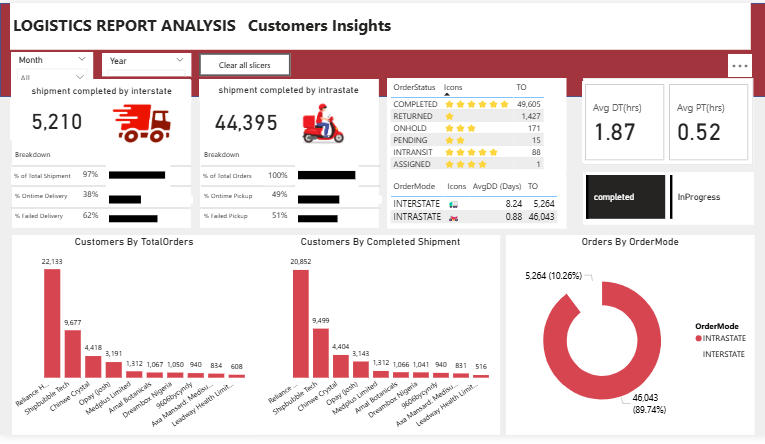 LOGISTICS REPORT ANALYSIS Customers Insights
Month
All
Year
Clear all slicers
...
shipment completed by interstate
5,210
Breakdown
% of Total Shipment 97%
% Ontime Delivery 38%
% Failed Delivery 62%
shipment completed by intrastate
44,395
Breakdown
% of Total Orders 100%
% Ontime Pickup 49%
% Failed Pickup 51%
OrderStatus Icons TO
COMPLETED 49,605
RETURNED 1,427
ONHOLD 171
PENDING 15
INTRANSIT 88
ASSIGNED 1
OrderMode Icons AvgDD (Days) TO
INTERSTATE 8.24 5,264
INTRASTATE 0.88 46,043
Avg DT(hrs)
1.87
Avg PT(hrs)
0.52
completed
InProgress
Customers By TotalOrders
22,133
9,677
4,418
3,191
1,312
1,067
1,050
940
834
608
Reliance H...
Shipbubble Tech
Chinwe Crystal
Opay (Josh)
Medplus Limited
Amal Botanicals
Dreambox Nigeria
9606bycyndy
Axa Mansard. Medisu...
Leadway Health Limit...
Customers By Completed Shipment
20,852
9,499
4,404
3,143
1,312
1,066
1,041
940
831
516
Reliance ...
Shipbubble Tech
Chinwe Crystal
Opay (Josh)
Medplus Limited
Amal Botanicals
Dreambox Nigeria
9606bycyndy
Axa Mansard. Medisu...
Leadway Health Limit...
Orders By OrderMode
5,264 (10.26%)
46,043
(89.74%)
OrderMode
INTRASTATE
INTERSTATE